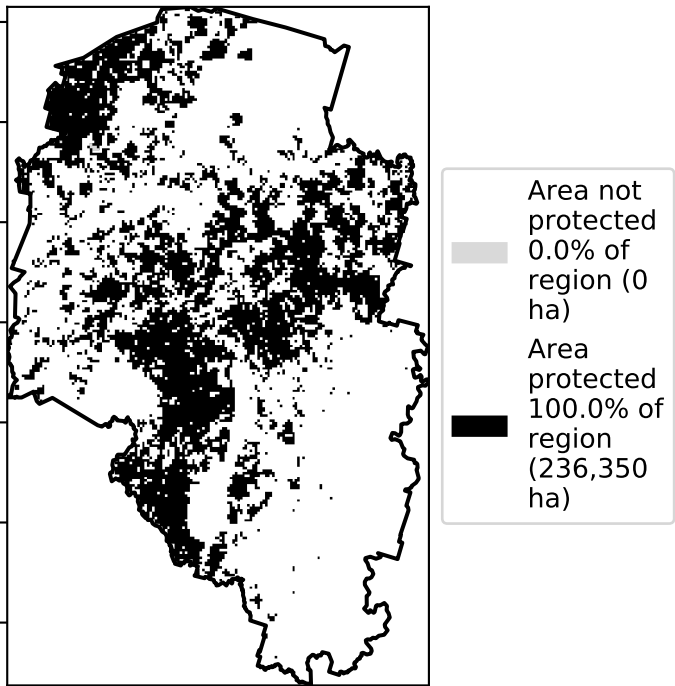 Area not
protected
0.0% of
region (0
ha)
Area
protected
100.0% of
region
(236,350
ha)